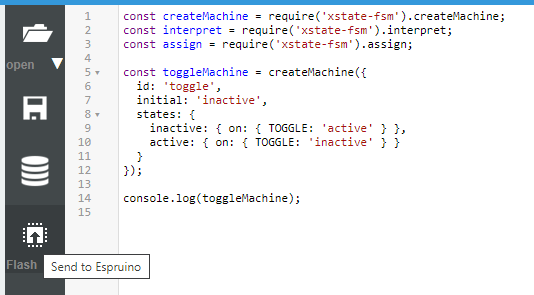 open ▼
Flash
Send to Espruino
1 const createMachine = require('xstate-fsm').createMachine;
2 const interpret = require('xstate-fsm').interpret;
3 const assign = require('xstate-fsm').assign;
4
5 const toggleMachine = createMachine({
6   id: 'toggle',
7   initial: 'inactive',
8   states: {
9     inactive: { on: { TOGGLE: 'active' } },
10     active: { on: { TOGGLE: 'inactive' } }
11   }
12 });
13
14 console.log(toggleMachine);
15